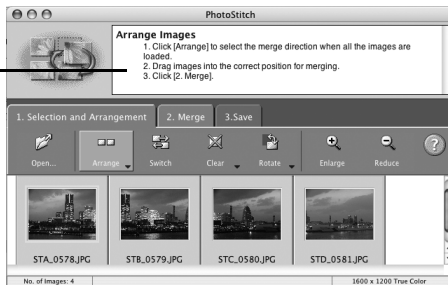 PhotoStitch
Arrange Images
1. Click [Arrange] to select the merge direction when all the images are
loaded.
2. Drag images into the correct position for merging.
3. Click [2. Merge].
1. Selection and Arrangement 2. Merge 3.Save
Open... Arrange Switch Clear Rotate Enlarge Reduce ?
STA_0578.JPG STB_0579.JPG STC_0580.JPG STD_0581.JPG
No. of Images: 4 1600 x 1200 True Color